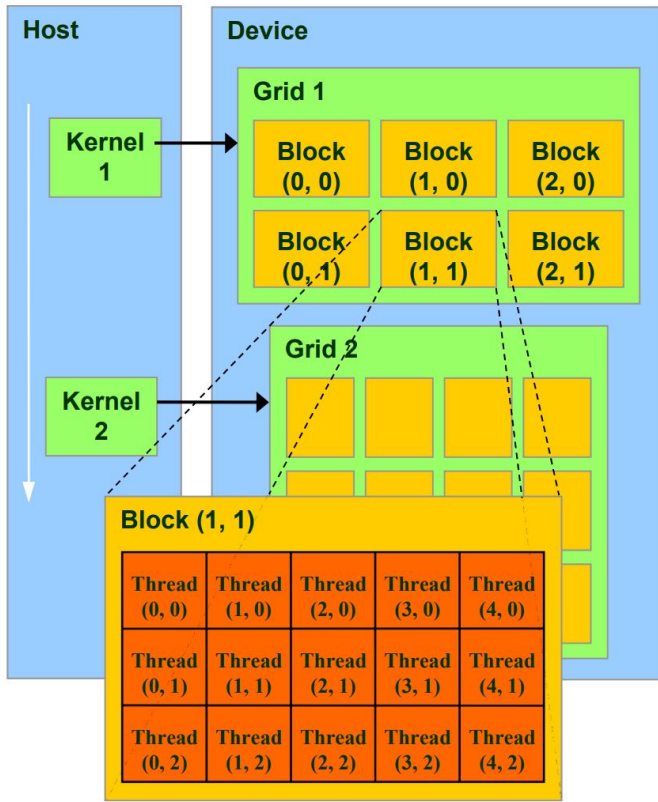 Host
Device
Grid 1
Kernel
1
Block
(0, 0)
Block
(1, 0)
Block
(2, 0)
Block
(0, 1)
Block
(1, 1)
Block
(2, 1)
Grid 2
Kernel
2
Block (1, 1)
Thread
(0, 0)
Thread
(1, 0)
Thread
(2, 0)
Thread
(3, 0)
Thread
(4, 0)
Thread
(0, 1)
Thread
(1, 1)
Thread
(2, 1)
Thread
(3, 1)
Thread
(4, 1)
Thread
(0, 2)
Thread
(1, 2)
Thread
(2, 2)
Thread
(3, 2)
Thread
(4, 2)